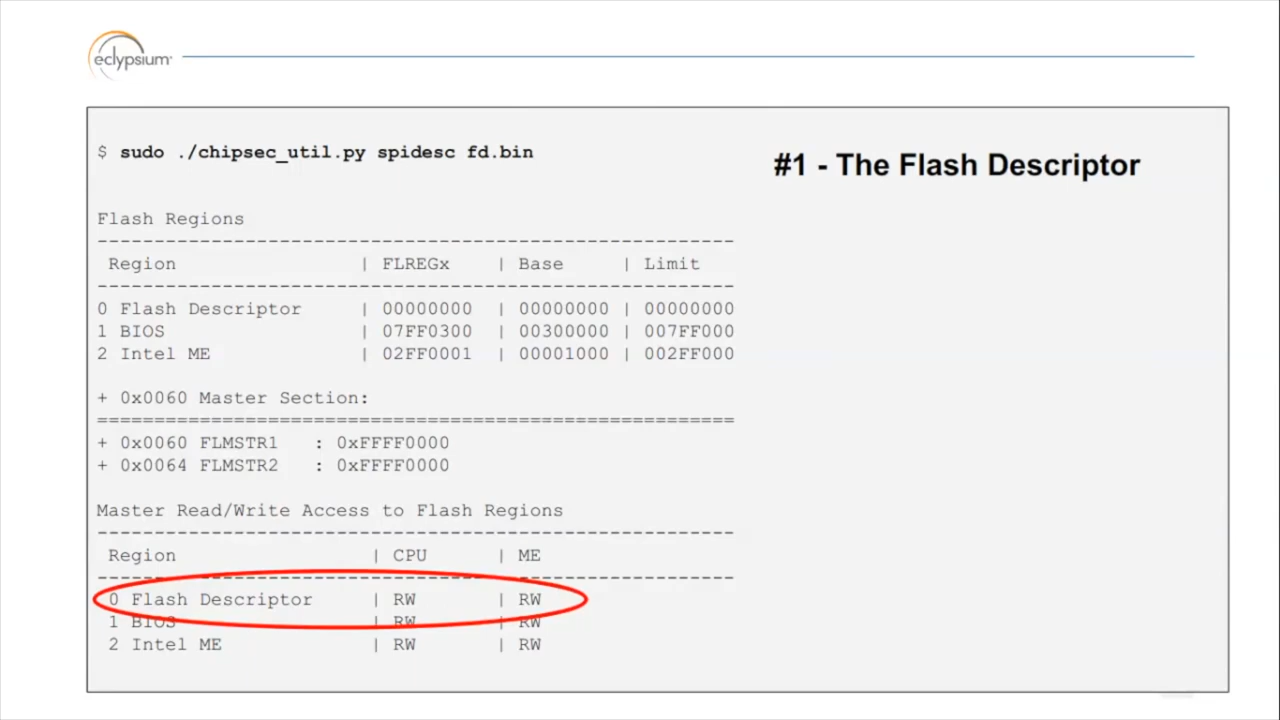 eclypsium
$ sudo ./chipsec_util.py spidesc fd.bin
#1 - The Flash Descriptor
Flash Regions
---------------------------------------------------------
Region | FLREGx | Base | Limit
---------------------------------------------------------
0 Flash Descriptor | 00000000 | 00000000 | 00000000
1 BIOS | 07FF0300 | 00300000 | 007FF000
2 Intel ME | 02FF0001 | 00001000 | 002FF000
+ 0x0060 Master Section:
=========================================================
+ 0x0060 FLMSTR1 : 0xFFFF0000
+ 0x0064 FLMSTR2 : 0xFFFF0000
Master Read/Write Access to Flash Regions
---------------------------------------------------------
Region | CPU | ME
---------------------------------------------------------
0 Flash Descriptor | RW | RW
1 BIOS | RW | RW
2 Intel ME | RW | RW